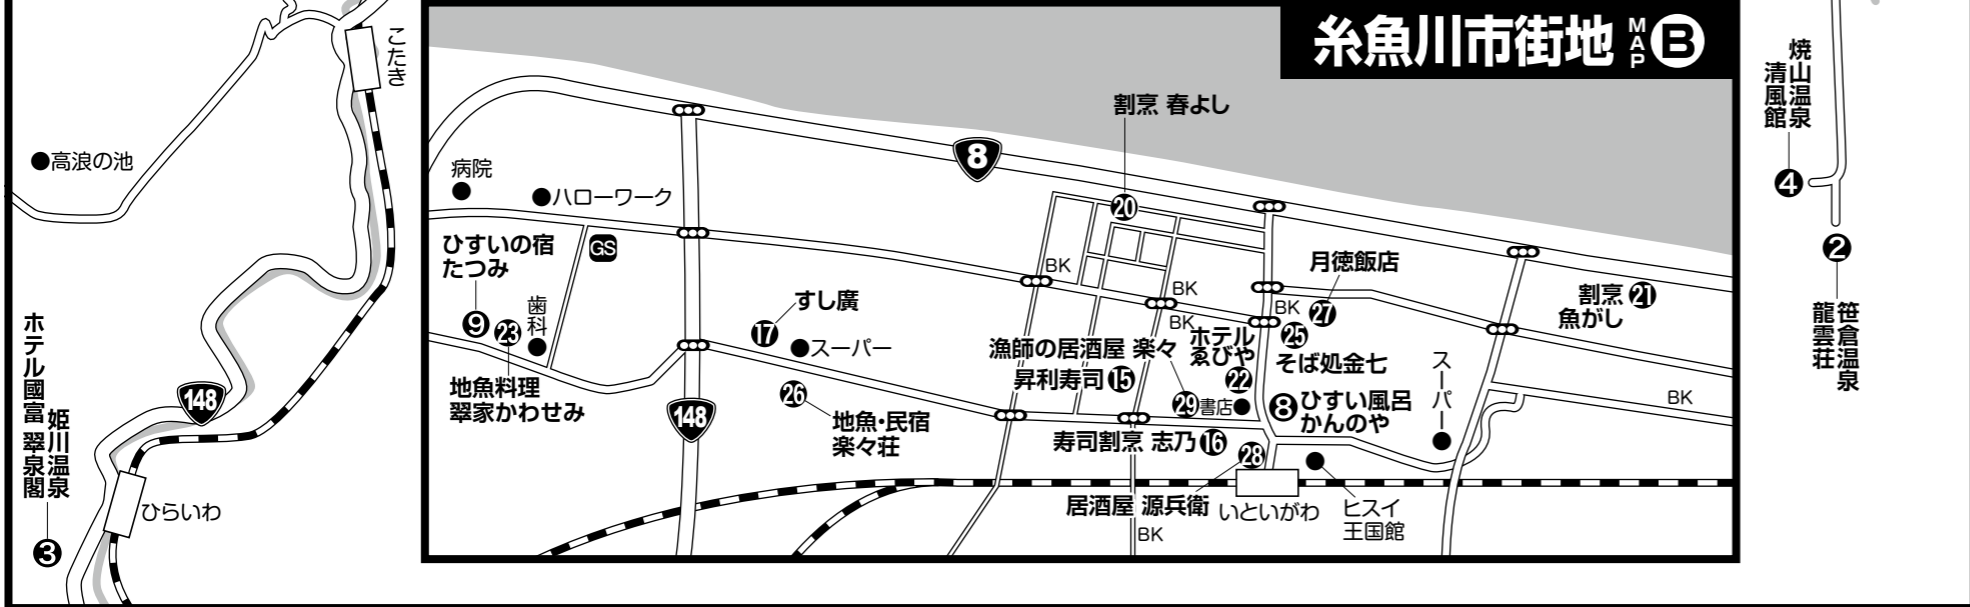 こたき
高浪の池
148
ホテル國富 翠泉閣
姫川温泉
3
ひらいわ
糸魚川市街地 MAP B
割烹 春よし
20
8
病院
ハローワーク
GS
ひすいの宿
たつみ
9
23
歯科
地魚料理
翠家かわせみ
148
すし廣
17
スーパー
26
地魚・民宿
楽々荘
BK
BK
BK
BK
月徳飯店
27
25
そば処金七
割烹
魚がし
21
漁師の居酒屋 楽々
昇利寿司 15
ホテル
ゑびや
22
29
書店
8
ひすい風呂
かんのや
スーパー
BK
寿司割烹 志乃 16
28
居酒屋 源兵衛
いといがわ
ヒスイ
王国館
BK
焼山温泉
清風館
4
2
笹倉温泉
龍雲荘